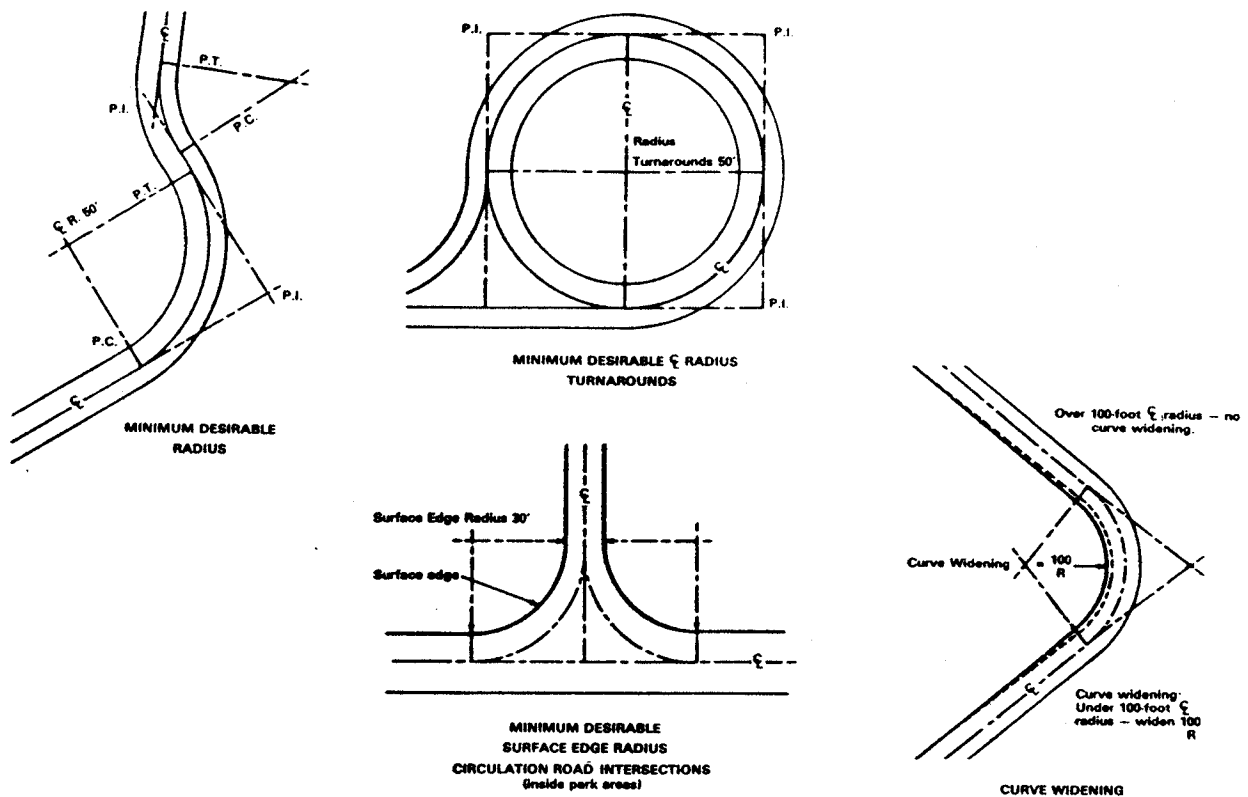 ℄
P.T.
P.I.
P.C.
P.T.
℄ R. 50'
P.I.
P.C.
℄
MINIMUM DESIRABLE
RADIUS
P.I.
P.I.
℄
Radius
Turnarounds 50'
℄
P.I.
MINIMUM DESIRABLE ℄ RADIUS
TURNAROUNDS
℄
Surface Edge Radius 30'
Surface edge
℄
MINIMUM DESIRABLE
SURFACE EDGE RADIUS
CIRCULATION ROAD INTERSECTIONS
(inside park areas)
Over 100-foot ℄ radius – no
curve widening.
Curve Widening = 100
R
℄
Curve widening:
Under 100-foot ℄
radius – widen 100
R
CURVE WIDENING